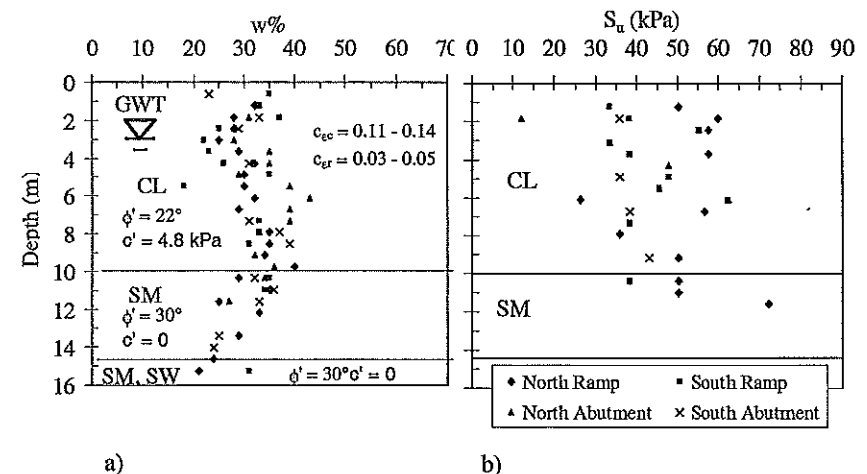 w%
0 10 20 30 40 50 60 70
S_u (kPa)
0 10 20 30 40 50 60 70 80 90
Depth (m)
0
2
4
6
8
10
12
14
16
GWT
c_εc = 0.11 - 0.14
c_εr = 0.03 - 0.05
CL
ϕ' = 22°
c' = 4.8 kPa
SM
ϕ' = 30°
c' = 0
SM, SW
ϕ' = 30°c' = 0
CL
SM
North Ramp
South Ramp
North Abutment
South Abutment
a)
b)